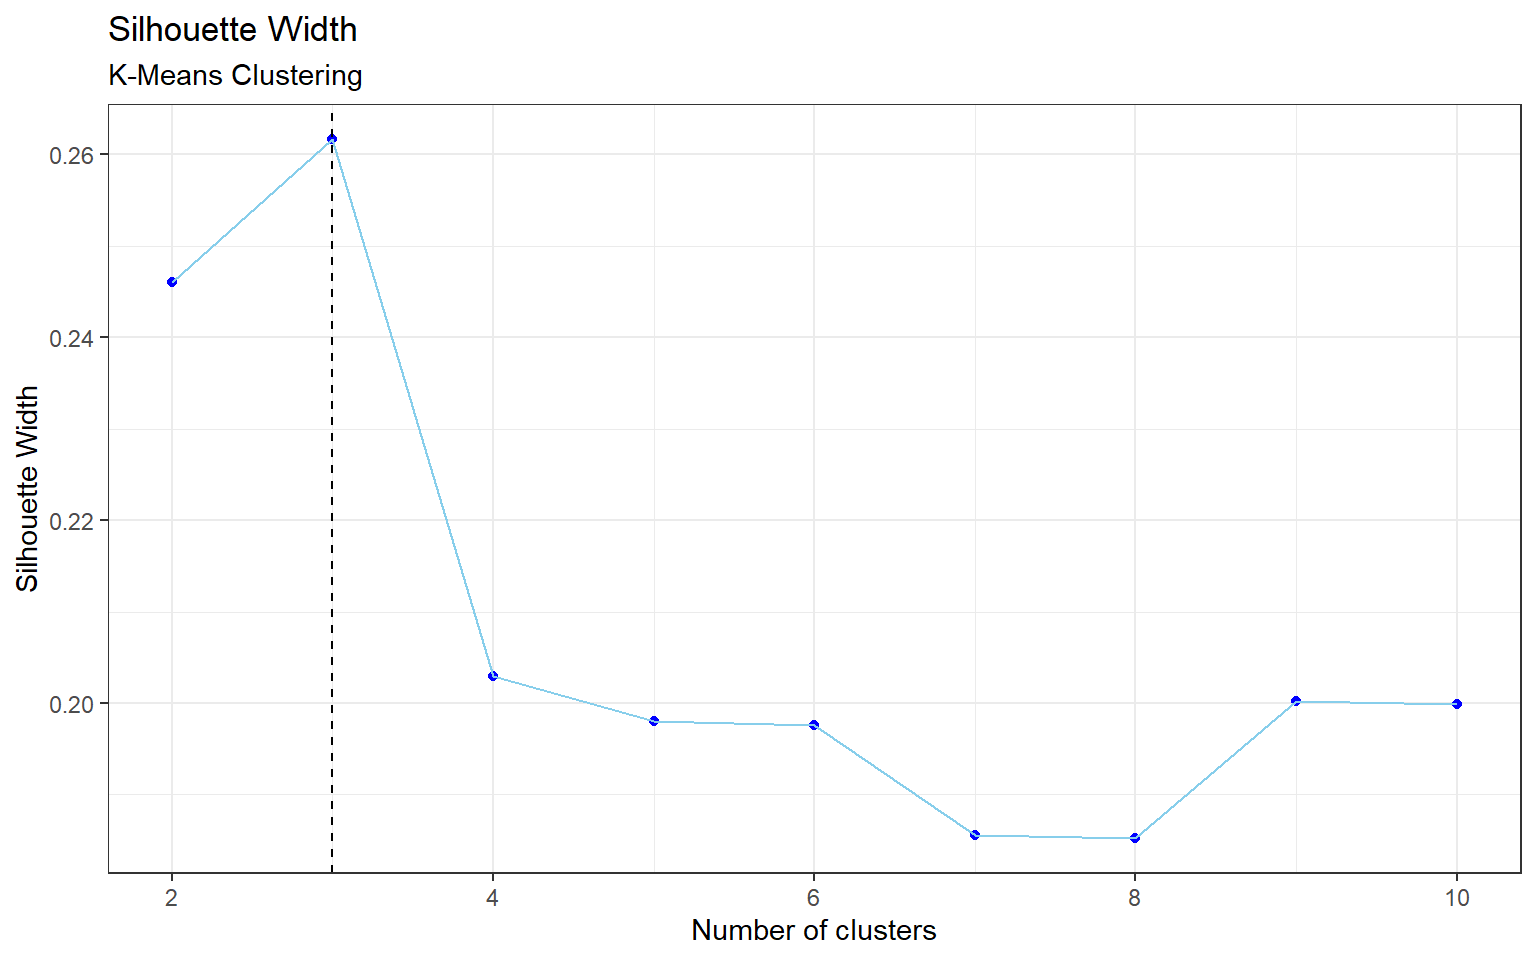 Silhouette Width
K-Means Clustering
Silhouette Width
0.26
0.24
0.22
0.20
2 4 6 8 10
Number of clusters